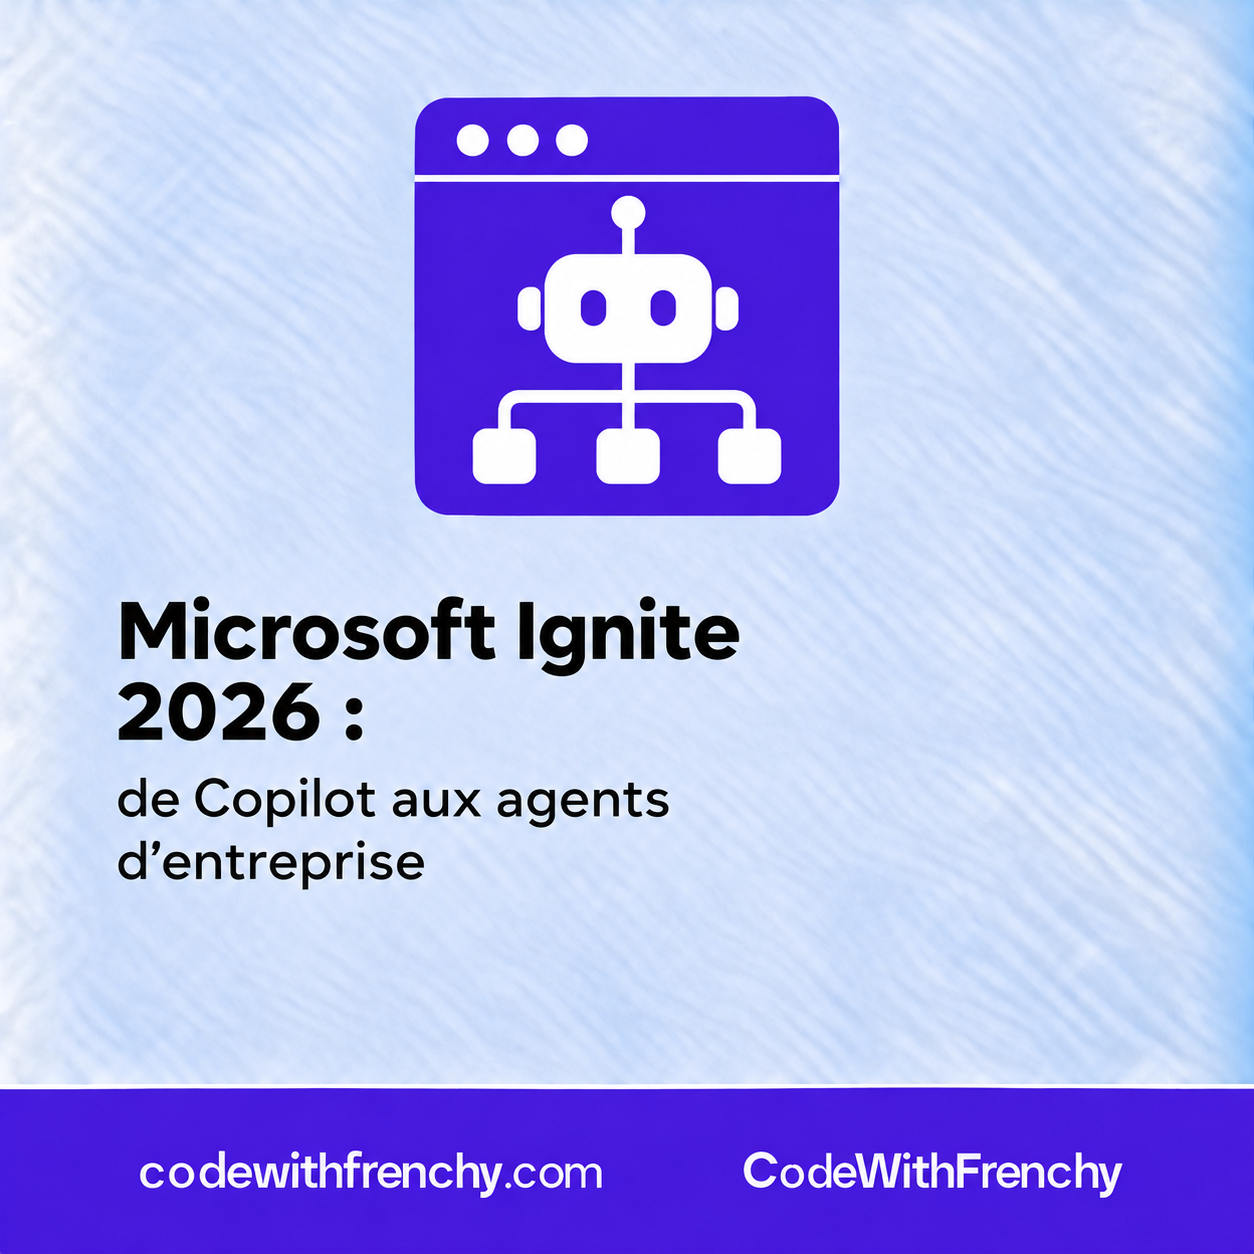 Microsoft Ignite
2026 :
de Copilot aux agents
d’entreprise
codewithfrenchy.com
CodeWithFrenchy